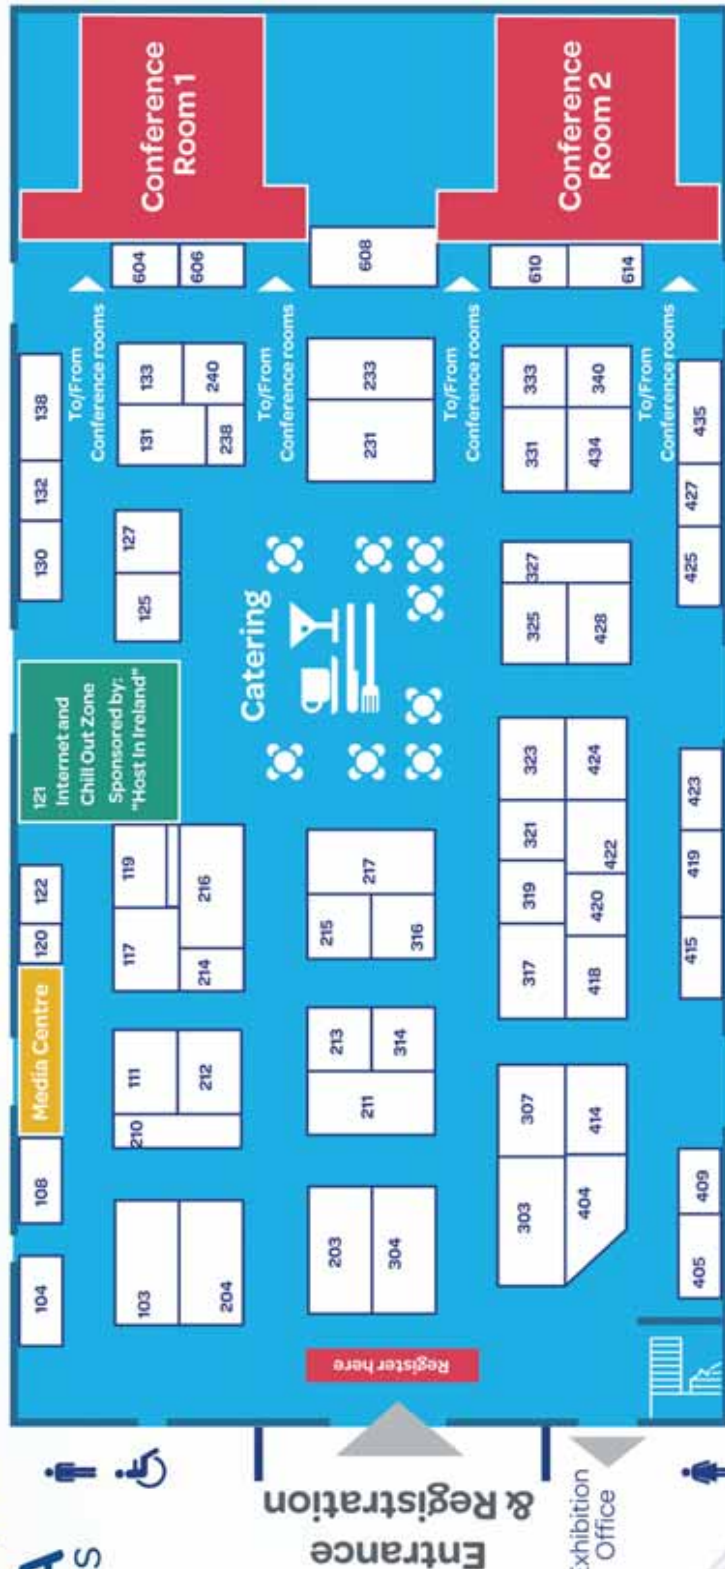 Conference
Room 1
Conference
Room 2
604
606
608
610
614
To/From
Conference rooms
To/From
Conference rooms
To/From
Conference rooms
To/From
Conference rooms
138
132
130
133
240
131
238
127
125
233
231
333
340
331
434
327
325
428
435
427
425
Catering
121
Internet and
Chill Out Zone
Sponsored by:
"Host In Ireland"
122
120
119
117
216
214
217
215
316
323
424
321
422
319
420
317
418
423
419
415
Media Centre
111
212
210
213
314
211
307
414
303
404
409
405
108
104
103
204
203
304
Register here
Entrance
& Registration
Exhibition
Office
A
S